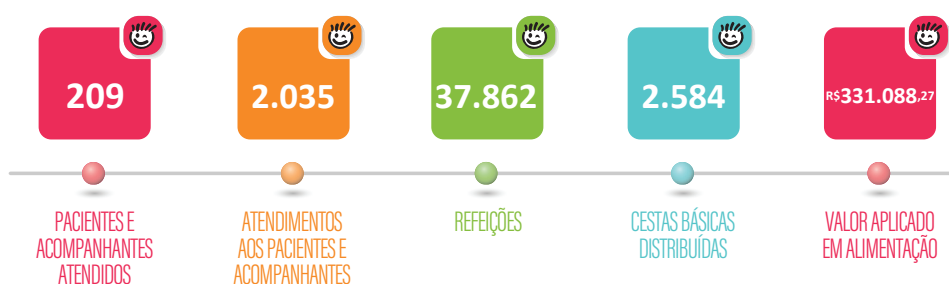 209
PACIENTES E
ACOMPANHANTES
ATENDIDOS
2.035
ATENDIMENTOS
AOS PACIENTES E
ACOMPANHANTES
37.862
REFEIÇÕES
2.584
CESTAS BÁSICAS
DISTRIBUÍDAS
R$331.088,27
VALOR APLICADO
EM ALIMENTAÇÃO